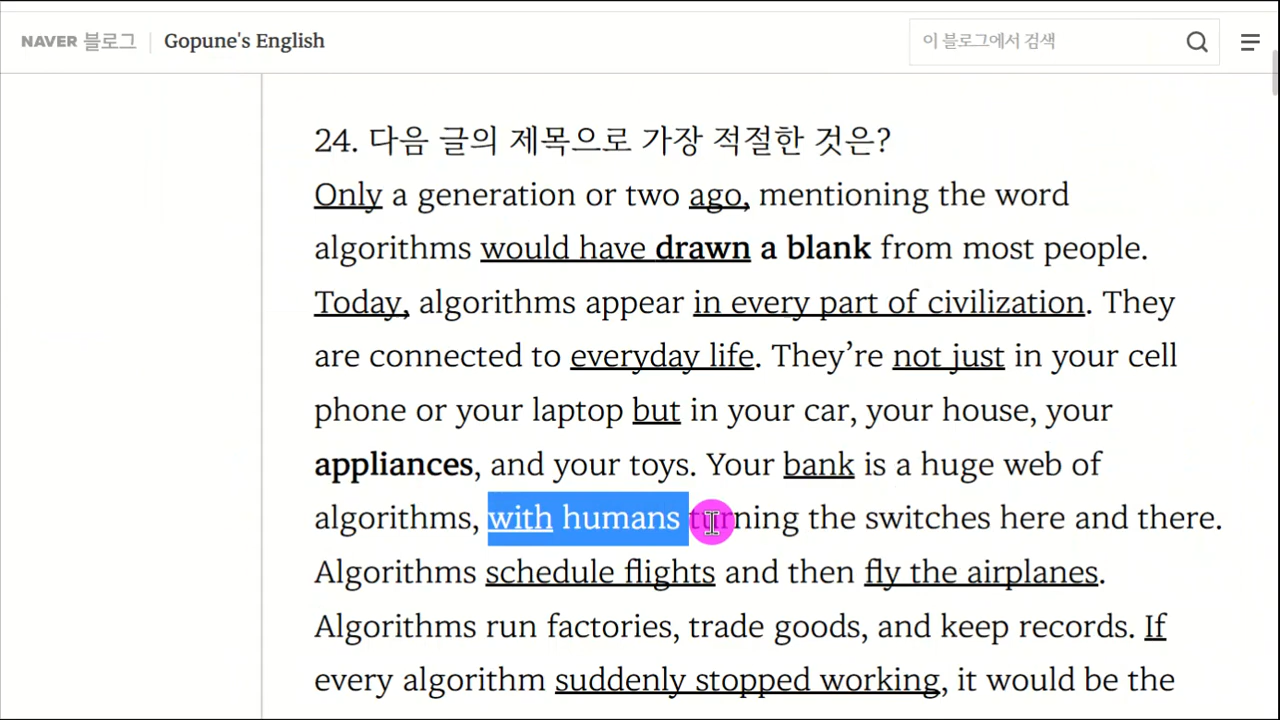 NAVER 블로그 Gopune's English 이 블로그에서 검색
24. 다음 글의 제목으로 가장 적절한 것은?
Only a generation or two ago, mentioning the word
algorithms would have drawn a blank from most people.
Today, algorithms appear in every part of civilization. They
are connected to everyday life. They’re not just in your cell
phone or your laptop but in your car, your house, your
appliances, and your toys. Your bank is a huge web of
algorithms, with humans turning the switches here and there.
Algorithms schedule flights and then fly the airplanes.
Algorithms run factories, trade goods, and keep records. If
every algorithm suddenly stopped working, it would be the